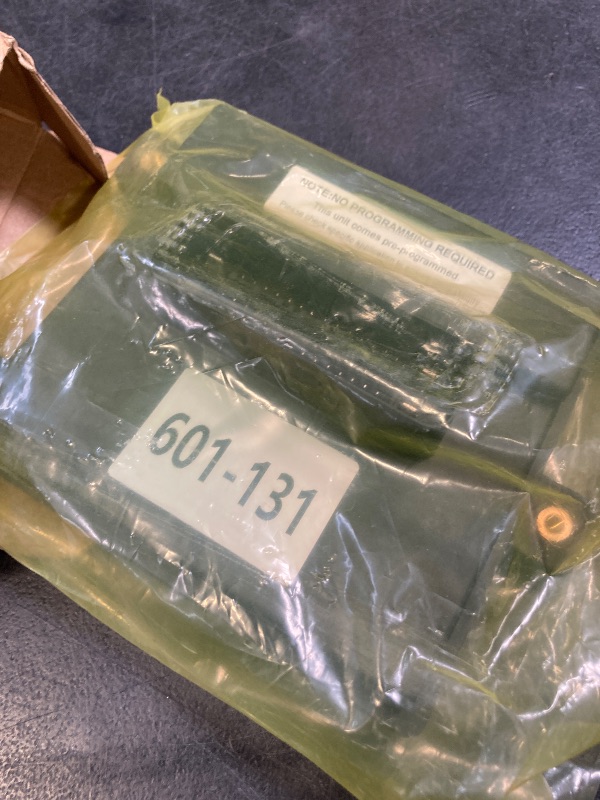 NOTE:NO PROGRAMMING REQUIRED
This unit comes pre-programmed
601-131